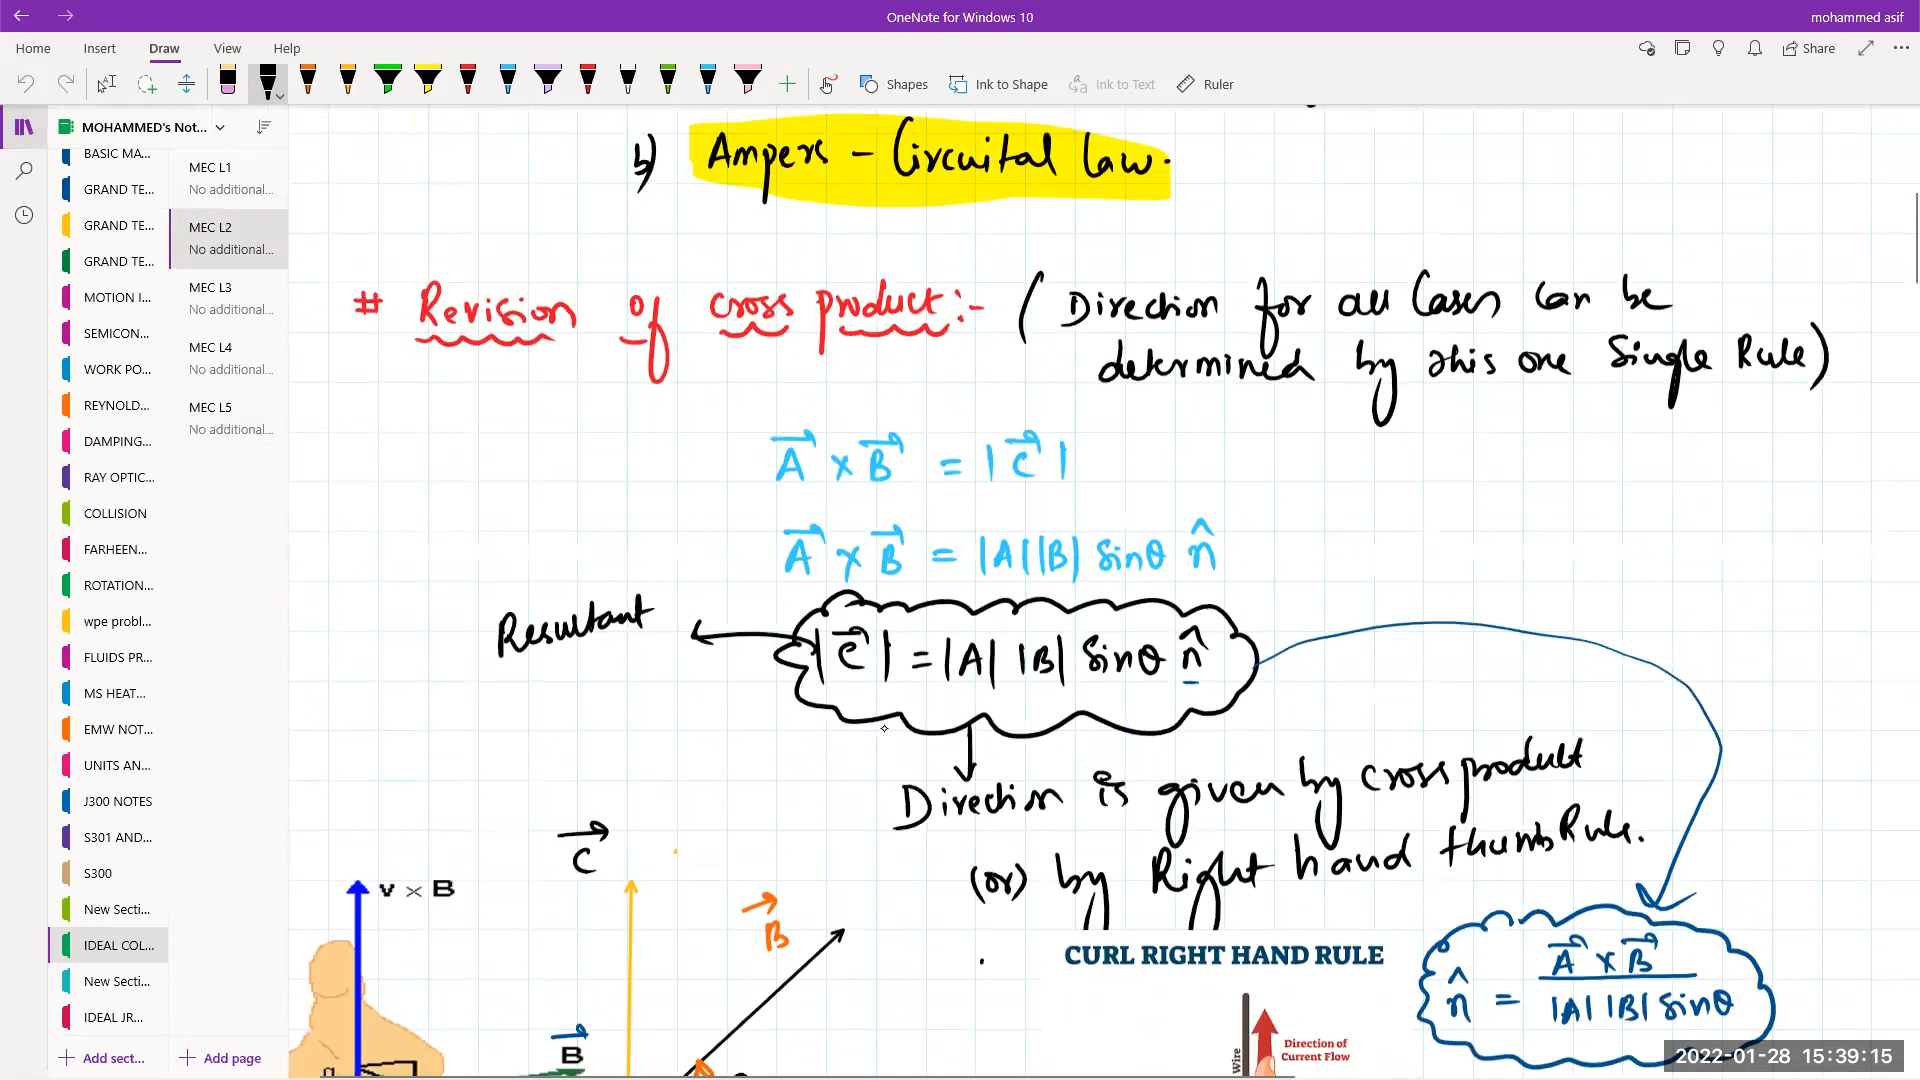 OneNote for Windows 10
mohammed asif
Home Insert Draw View Help
Share
Shapes Ink to Shape Ink to Text Ruler
MOHAMMED's Not...
BASIC MA...
GRAND TE...
GRAND TE...
GRAND TE...
MOTION I...
SEMICON...
WORK PO...
REYNOLD...
DAMPING...
RAY OPTIC...
COLLISION
FARHEEN...
ROTATION...
wpe probl...
FLUIDS PR...
MS HEAT...
EMW NOT...
UNITS AN...
J300 NOTES
S301 AND...
S300
New Secti...
IDEAL COL...
New Secti...
IDEAL JR...
Add sect...
MEC L1
No additional...
MEC L2
No additional...
MEC L3
No additional...
MEC L4
No additional...
MEC L5
No additional...
Add page
b) Ampers - Circuital Law.
# Revision of cross product:- ( Direction for all Cases can be
determined by this one Single Rule)
A⃗ × B⃗ = |C⃗|
A⃗ × B⃗ = |A||B| sinθ n̂
Resultant
|C⃗| = |A| |B| sinθ n̂
Direction is given by cross product
(or) by Right hand thumb Rule.
C⃗
v × B
B⃗
B⃗
CURL RIGHT HAND RULE
Wire
Direction of
Current Flow
n̂ = A⃗ × B⃗
|A| |B| sinθ
2022-01-28 15:39:15